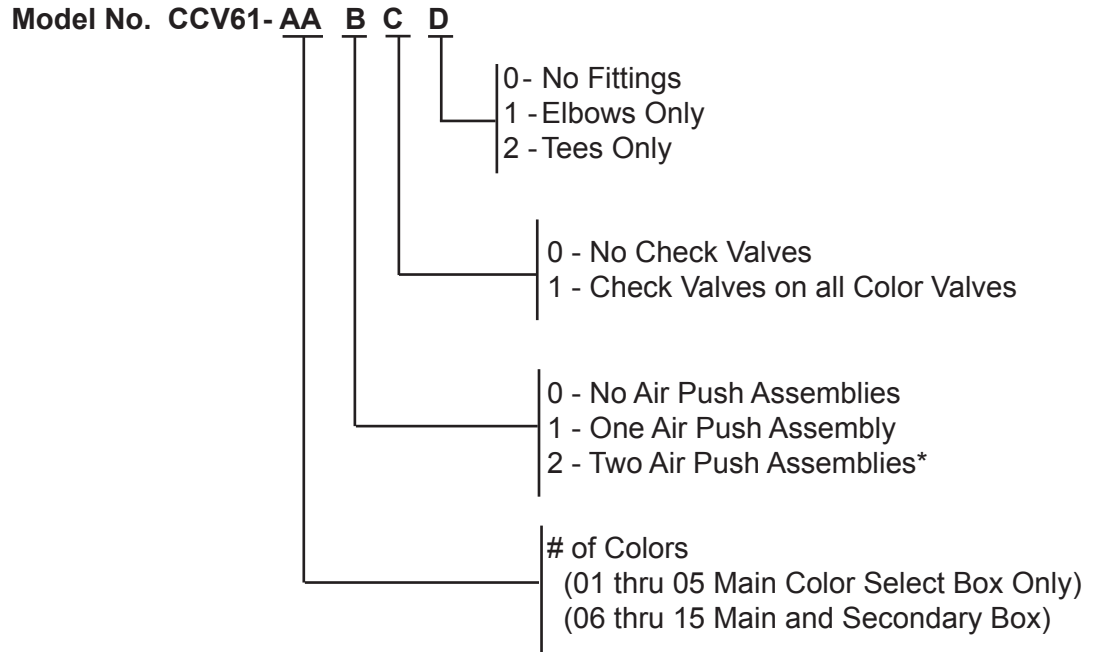 Model No. CCV61- AA B C D
0 - No Fittings
1 - Elbows Only
2 - Tees Only
0 - No Check Valves
1 - Check Valves on all Color Valves
0 - No Air Push Assemblies
1 - One Air Push Assembly
2 - Two Air Push Assemblies*
# of Colors
(01 thru 05 Main Color Select Box Only)
(06 thru 15 Main and Secondary Box)